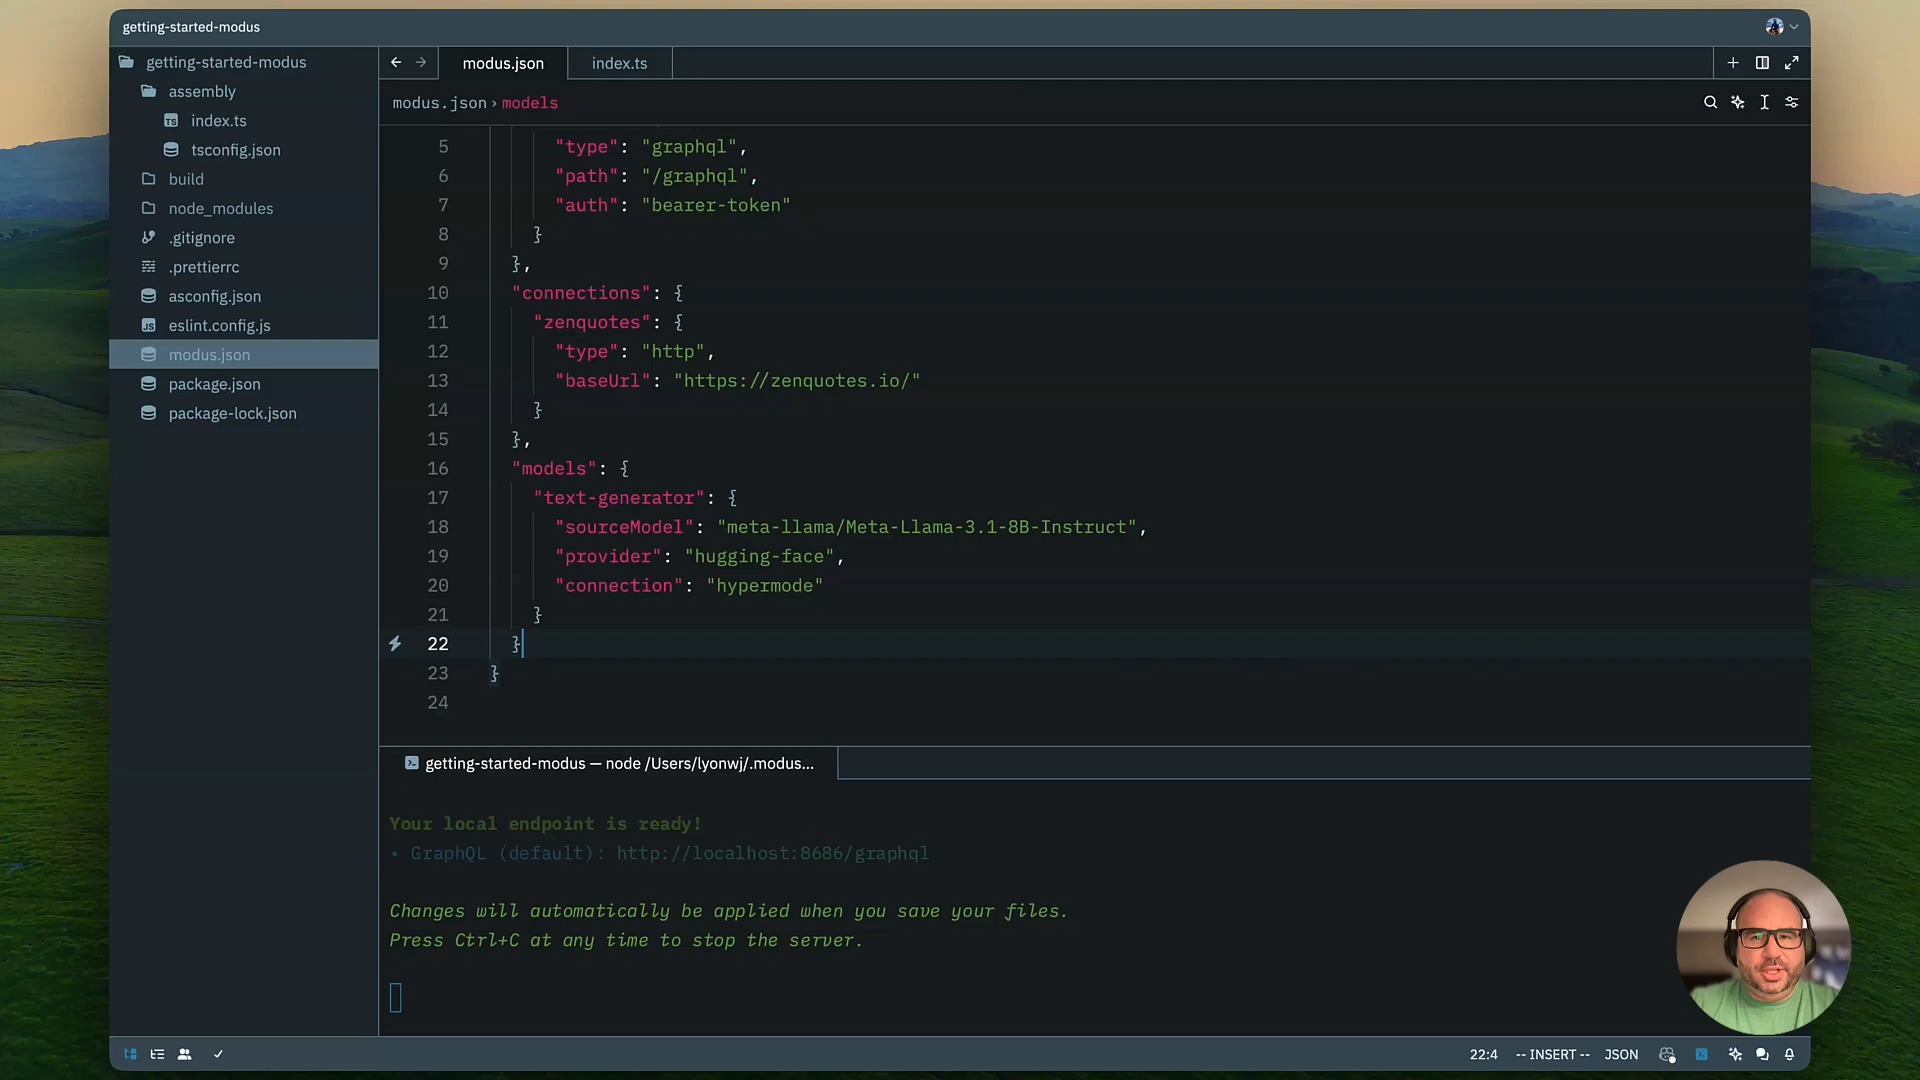 getting-started-modus
getting-started-modus
assembly
index.ts
tsconfig.json
build
node_modules
.gitignore
.prettierrc
asconfig.json
eslint.config.js
modus.json
package.json
package-lock.json
modus.json
index.ts
modus.json › models
5 "type": "graphql",
6 "path": "/graphql",
7 "auth": "bearer-token"
8 }
9 },
10 "connections": {
11 "zenquotes": {
12 "type": "http",
13 "baseUrl": "https://zenquotes.io/"
14 }
15 },
16 "models": {
17 "text-generator": {
18 "sourceModel": "meta-llama/Meta-Llama-3.1-8B-Instruct",
19 "provider": "hugging-face",
20 "connection": "hypermode"
21 }
22 }
23 }
24
getting-started-modus — node /Users/lyonwj/.modus...
Your local endpoint is ready!
• GraphQL (default): http://localhost:8686/graphql
Changes will automatically be applied when you save your files.
Press Ctrl+C at any time to stop the server.
22:4 -- INSERT -- JSON